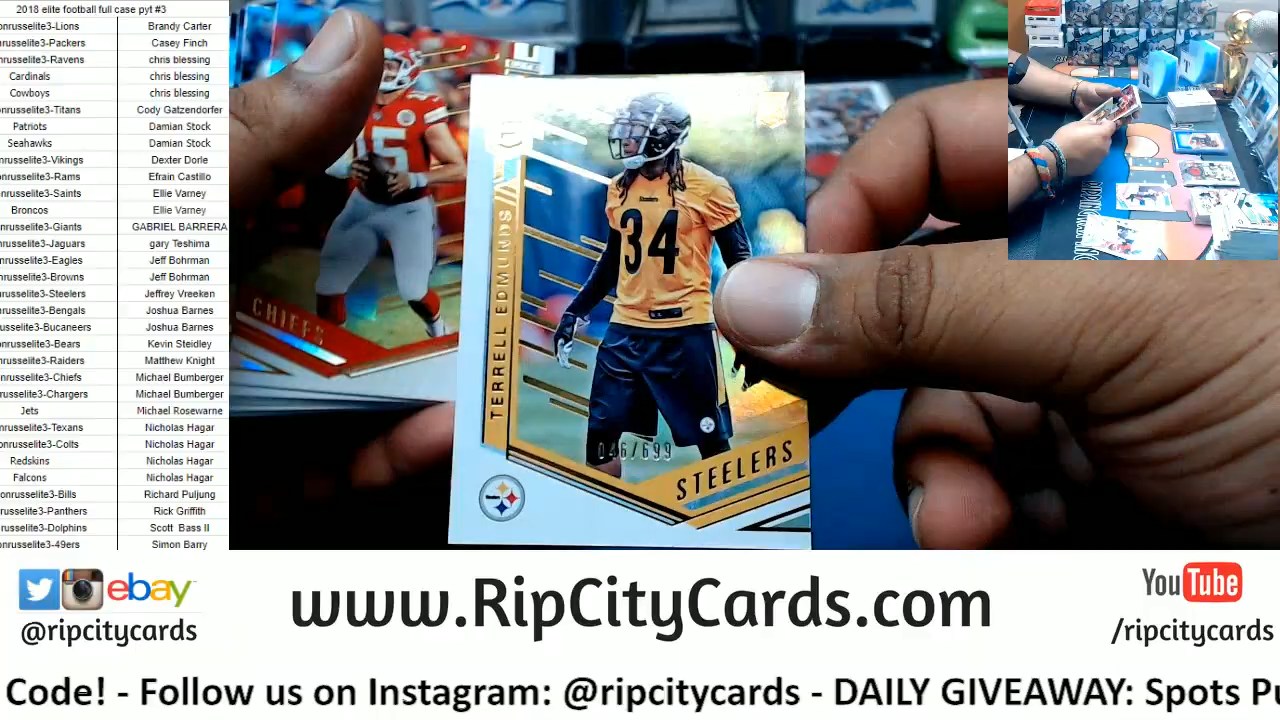 2018 elite football full case pyt #3
onrusselite3-Lions Brandy Carter
nrusselite3-Packers Casey Finch
nrusselite3-Ravens chris blessing
Cardinals chris blessing
Cowboys chris blessing
onrusselite3-Titans Cody Gatzendorfer
Patriots Damian Stock
Seahawks Damian Stock
nrusselite3-Vikings Dexter Dorle
onrusselite3-Rams Efrain Castillo
nrusselite3-Saints Ellie Varney
Broncos Ellie Varney
onrusselite3-Giants GABRIEL BARRERA
nrusselite3-Jaguars gary Teshima
nrusselite3-Eagles Jeff Bohrman
nrusselite3-Browns Jeff Bohrman
nrusselite3-Steelers Jeffrey Vreeken
nrusselite3-Bengals Joshua Barnes
russelite3-Bucaneers Joshua Barnes
nrusselite3-Bears Kevin Steidley
nrusselite3-Raiders Matthew Knight
nrusselite3-Chiefs Michael Bumberger
russelite3-Chargers Michael Bumberger
Jets Michael Rosewarne
nrusselite3-Texans Nicholas Hagar
onrusselite3-Colts Nicholas Hagar
Redskins Nicholas Hagar
Falcons Nicholas Hagar
onrusselite3-Bills Richard Puljung
russelite3-Panthers Rick Griffith
russelite3-Dolphins Scott Bass II
onrusselite3-49ers Simon Barry
CHIEFS
34
TERRELL EDMUNDS
046/699
STEELERS
Steelers
ebay
@ripcitycards
www.RipCityCards.com
YouTube
/ripcitycards
Code! - Follow us on Instagram: @ripcitycards - DAILY GIVEAWAY: Spots Pu